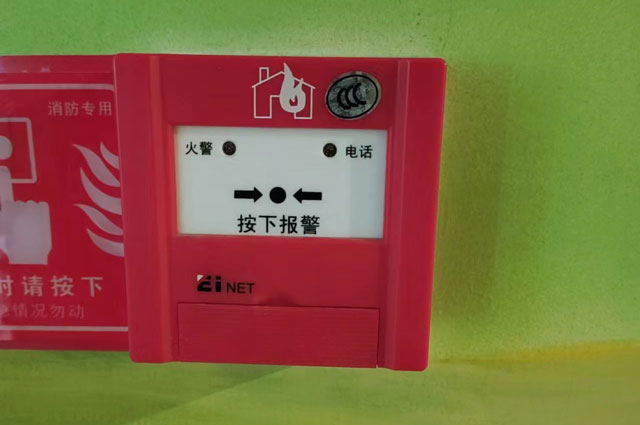 消防专用
火警
电话
按下报警
NET
时请按下
急情况勿动